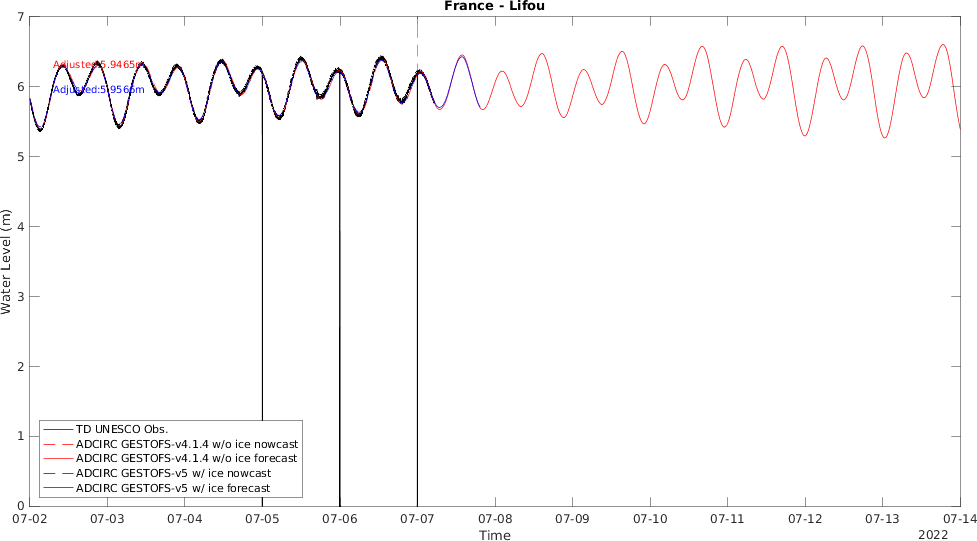 France - Lifou
7
6
5
4
3
2
1
0
Water Level (m)
Adjusted:5.9465m
Adjusted:5.9565m
TD UNESCO Obs.
ADCIRC GESTOFS-v4.1.4 w/o ice nowcast
ADCIRC GESTOFS-v4.1.4 w/o ice forecast
ADCIRC GESTOFS-v5 w/ ice nowcast
ADCIRC GESTOFS-v5 w/ ice forecast
07-02 07-03 07-04 07-05 07-06 07-07 07-08 07-09 07-10 07-11 07-12 07-13 07-14
Time
2022